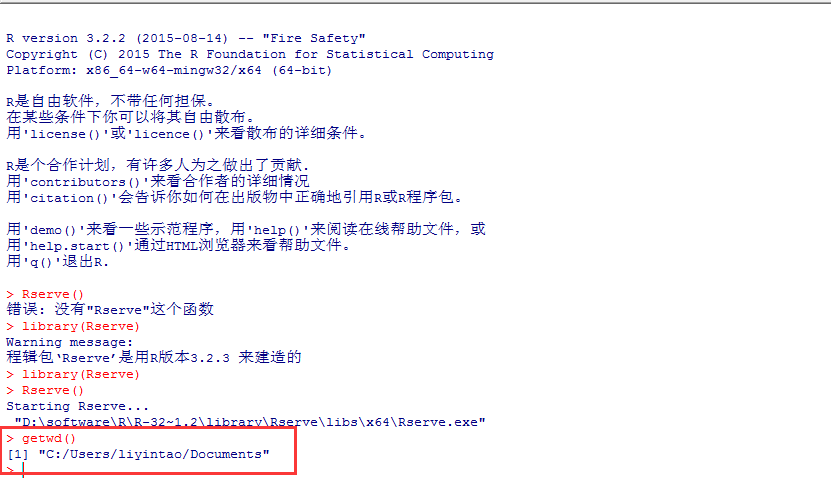 R version 3.2.2 (2015-08-14) -- "Fire Safety"
Copyright (C) 2015 The R Foundation for Statistical Computing
Platform: x86_64-w64-mingw32/x64 (64-bit)
R是自由软件，不带任何担保。
在某些条件下你可以将其自由散布。
用'license()'或'licence()'来看散布的详细条件。
R是个合作计划，有许多人为之做出了贡献.
用'contributors()'来看合作者的详细情况
用'citation()'会告诉你如何在出版物中正确地引用R或R程序包。
用'demo()'来看一些示范程序，用'help()'来阅读在线帮助文件，或
用'help.start()'通过HTML浏览器来看帮助文件。
用'q()'退出R.
> Rserve()
错误: 没有"Rserve"这个函数
> library(Rserve)
Warning message:
程辑包‘Rserve’是用R版本3.2.3 来建造的
> library(Rserve)
> Rserve()
Starting Rserve...
"D:\software\R\R-32~1.2\library\Rserve\libs\x64\Rserve.exe"
> getwd()
[1] "C:/Users/liyintao/Documents"
>